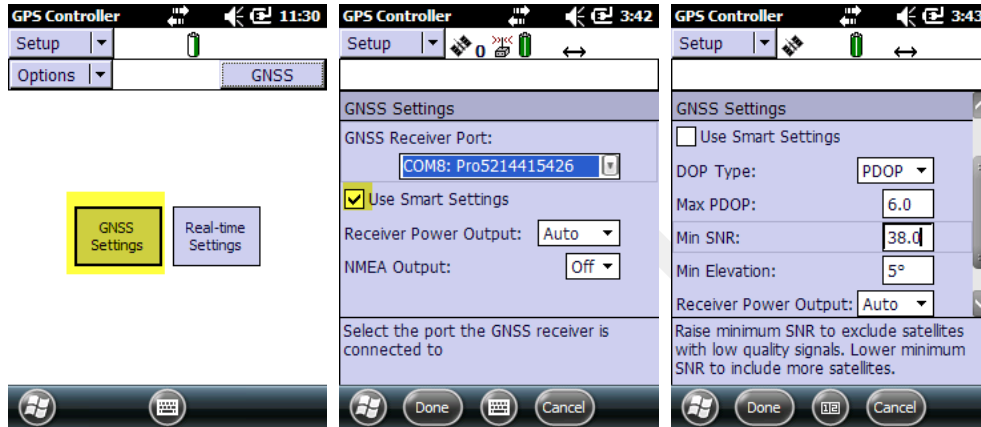 GPS Controller 11:30
Setup
Options GNSS
GNSS
Settings
Real-time
Settings
GPS Controller 3:42
Setup 0
GNSS Settings
GNSS Receiver Port:
COM8: Pro5214415426
Use Smart Settings
Receiver Power Output: Auto
NMEA Output: Off
Select the port the GNSS receiver is
connected to
Done Cancel
GPS Controller 3:43
Setup
GNSS Settings
Use Smart Settings
DOP Type: PDOP
Max PDOP: 6.0
Min SNR: 38.0
Min Elevation: 5°
Receiver Power Output: Auto
Raise minimum SNR to exclude satellites
with low quality signals. Lower minimum
SNR to include more satellites.
Done Cancel